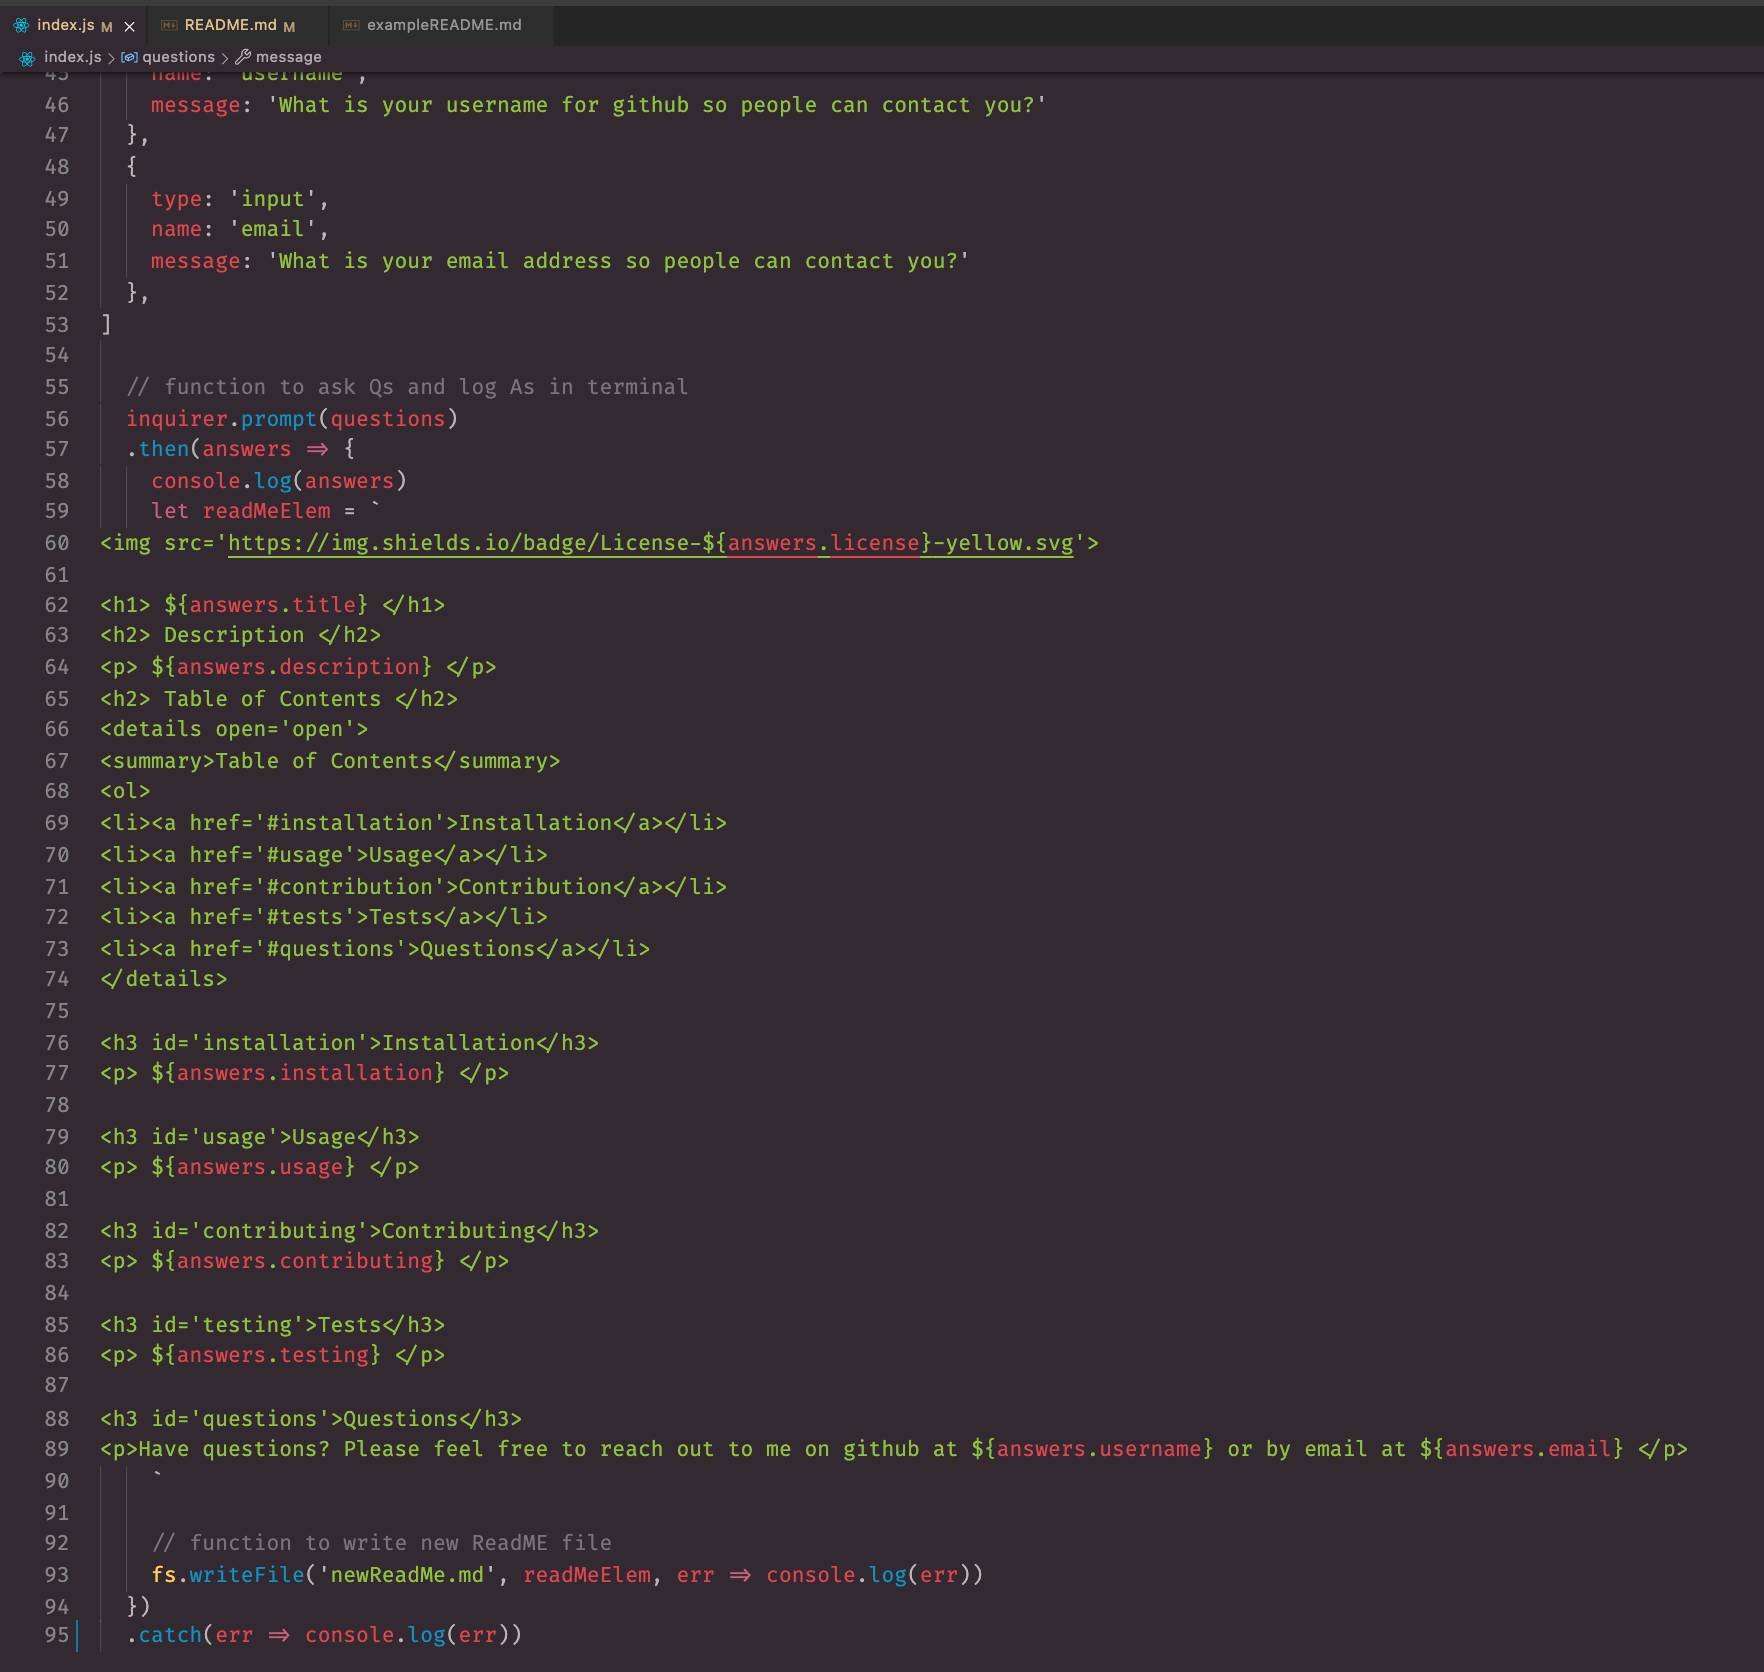 index.js M × README.md M exampleREADME.md
index.js > questions > message
45 name: 'username',
46 message: 'What is your username for github so people can contact you?'
47 },
48 {
49 type: 'input',
50 name: 'email',
51 message: 'What is your email address so people can contact you?'
52 },
53 ]
54
55 // function to ask Qs and log As in terminal
56 inquirer.prompt(questions)
57 .then(answers => {
58 console.log(answers)
59 let readMeElem = `
60 <img src='https://img.shields.io/badge/License-${answers.license}-yellow.svg'>
61
62 <h1> ${answers.title} </h1>
63 <h2> Description </h2>
64 <p> ${answers.description} </p>
65 <h2> Table of Contents </h2>
66 <details open='open'>
67 <summary>Table of Contents</summary>
68 <ol>
69 <li><a href='#installation'>Installation</a></li>
70 <li><a href='#usage'>Usage</a></li>
71 <li><a href='#contribution'>Contribution</a></li>
72 <li><a href='#tests'>Tests</a></li>
73 <li><a href='#questions'>Questions</a></li>
74 </details>
75
76 <h3 id='installation'>Installation</h3>
77 <p> ${answers.installation} </p>
78
79 <h3 id='usage'>Usage</h3>
80 <p> ${answers.usage} </p>
81
82 <h3 id='contributing'>Contributing</h3>
83 <p> ${answers.contributing} </p>
84
85 <h3 id='testing'>Tests</h3>
86 <p> ${answers.testing} </p>
87
88 <h3 id='questions'>Questions</h3>
89 <p>Have questions? Please feel free to reach out to me on github at ${answers.username} or by email at ${answers.email} </p>
90 `
91
92 // function to write new ReadME file
93 fs.writeFile('newReadMe.md', readMeElem, err => console.log(err))
94 })
95 .catch(err => console.log(err))